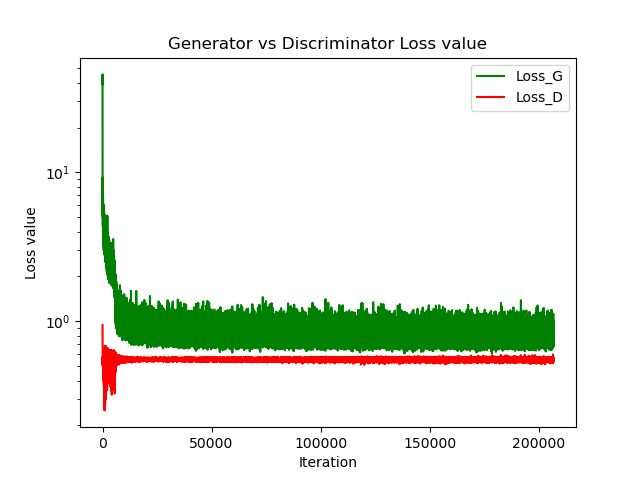 Generator vs Discriminator Loss value
Loss_G
Loss_D
10¹
10⁰
Loss value
0
50000
100000
150000
200000
Iteration